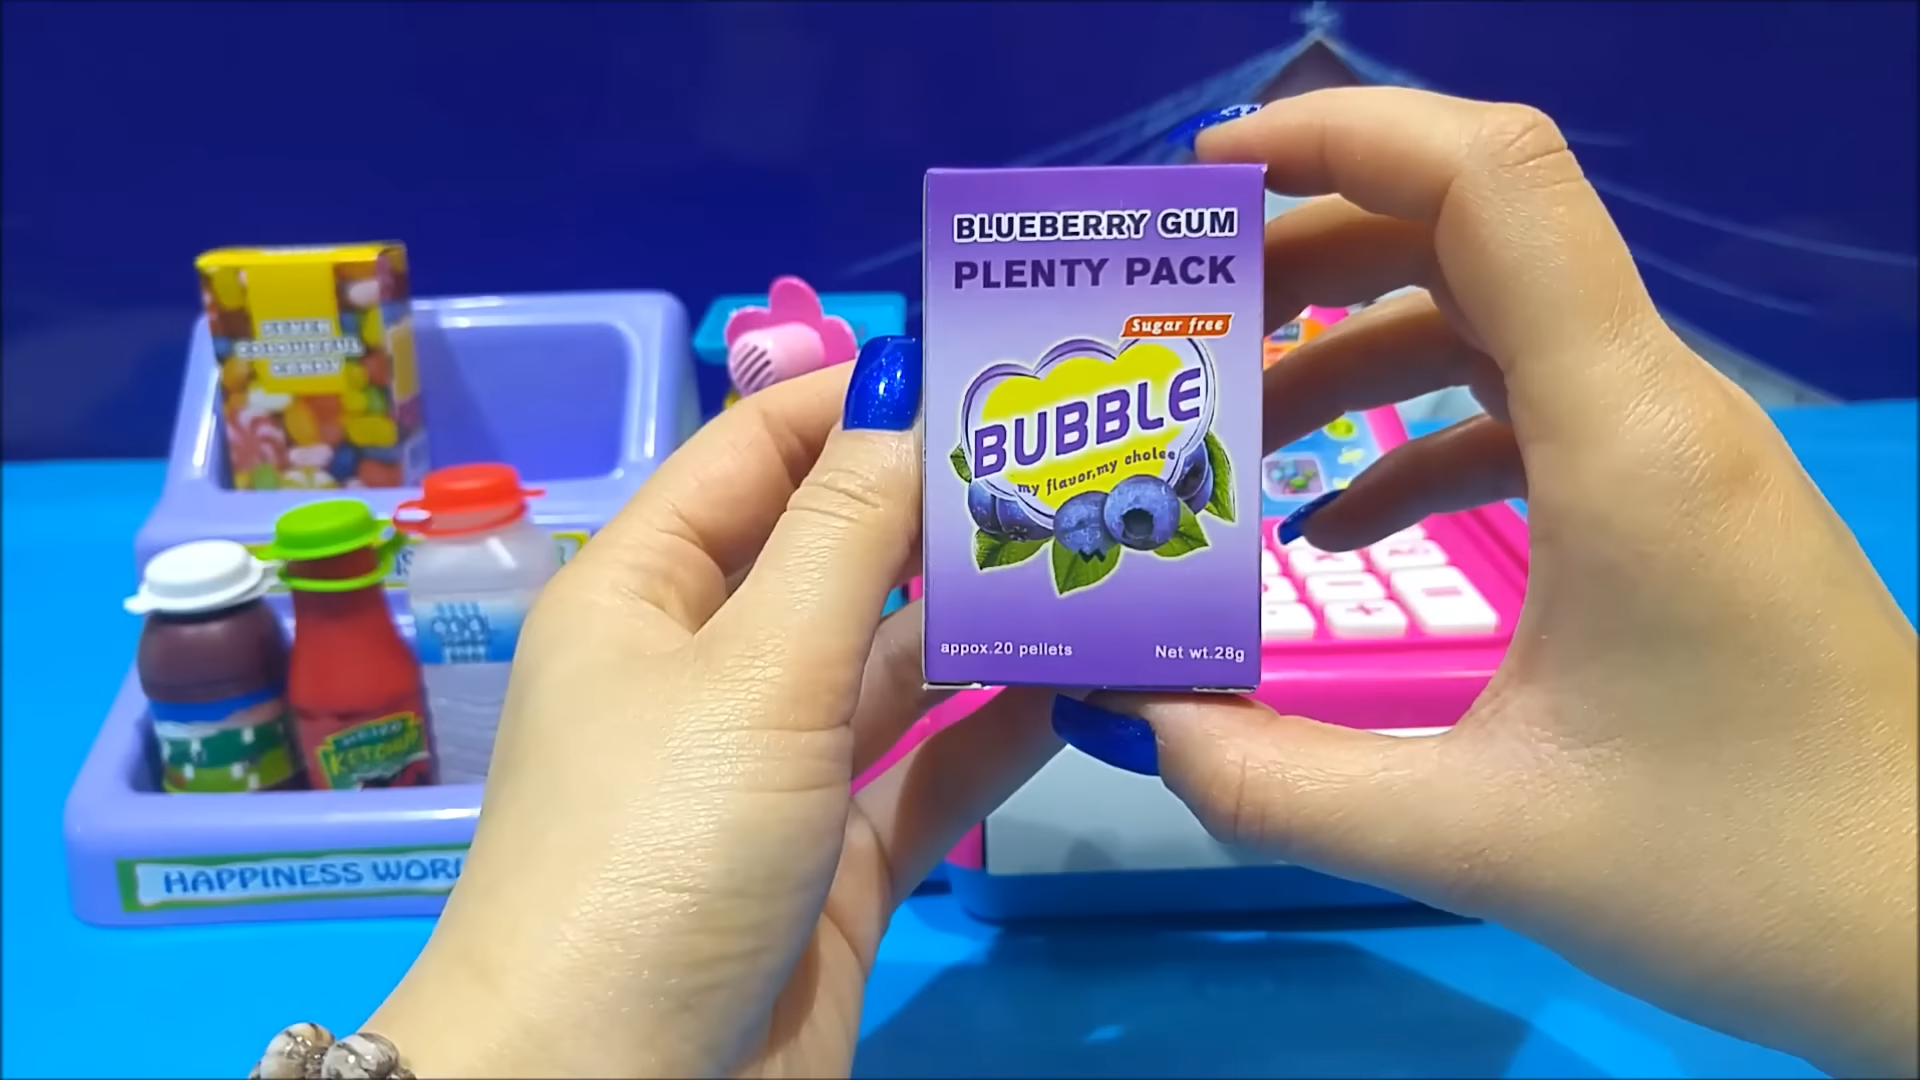 BLUEBERRY GUM
PLENTY PACK
Sugar free
BUBBLE
my flavor,my cholee
appox.20 pellets
Net wt.28g
COLOURFUL
CANDY
COOL
KETCHUP
HAPPINESS WORL